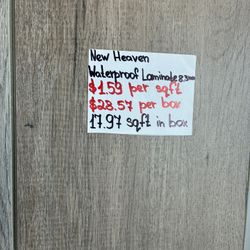 New Heaven
Waterproof Laminate 8.3mm
$1.59 per sqft
$28.57 per box
17.97 sqft in box